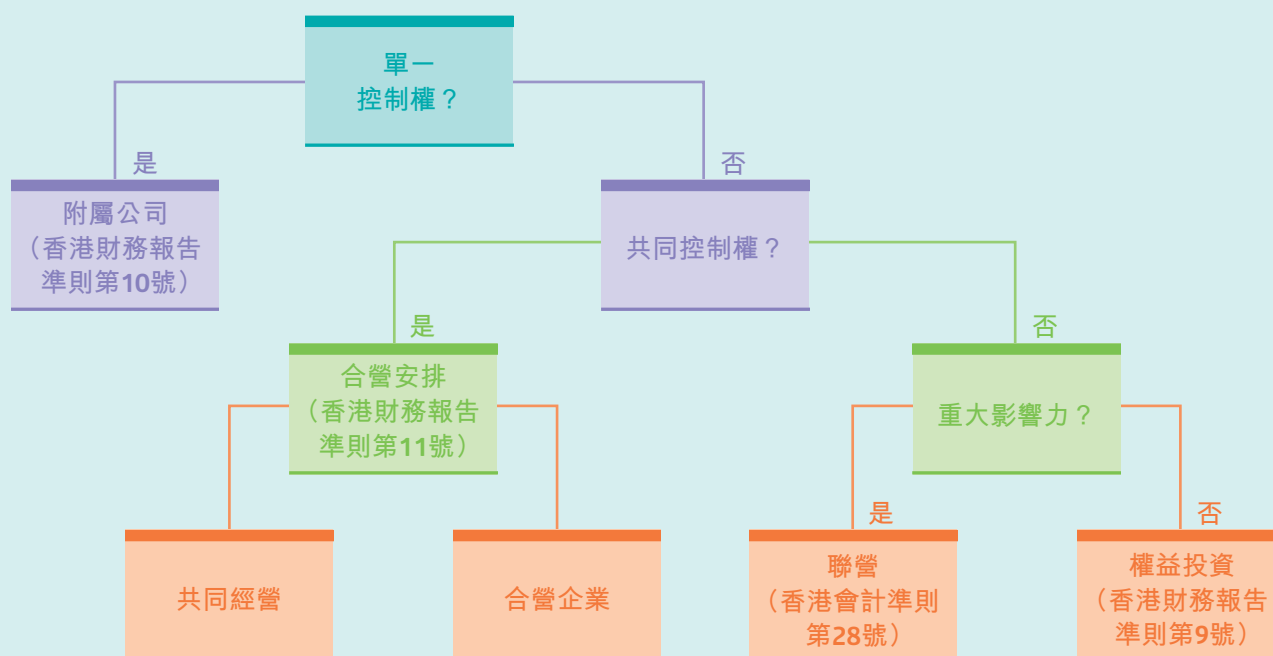 單一
控制權？
是
否
附屬公司
（香港財務報告
準則第10號）
共同控制權？
是
否
合營安排
（香港財務報告
準則第11號）
重大影響力？
是
否
共同經營
合營企業
聯營
（香港會計準則
第28號）
權益投資
（香港財務報告
準則第9號）